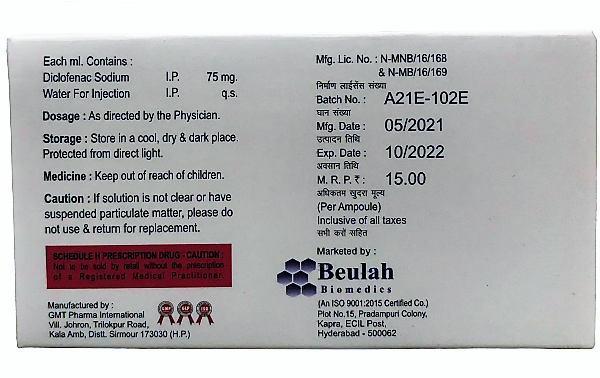 Each ml. Contains :
Diclofenac Sodium I.P. 75 mg.
Water For Injection I.P. q.s.
Dosage : As directed by the Physician.
Storage : Store in a cool, dry & dark place.
Protected from direct light.
Medicine : Keep out of reach of children.
Caution : If solution is not clear or have
suspended particulate matter, please do
not use & return for replacement.
SCHEDULE H PRESCRIPTION DRUG - CAUTION :
Not to be sold by retail without the prescription
of a Registered Medical Practitioner.
Manufactured by :
GMT Pharma International
Vill. Johron, Trilokpur Road,
Kala Amb, Distt. Sirmour 173030 (H.P.)
GMP GLP ISO
Mfg. Lic. No. : N-MNB/16/168
& N-MB/16/169
निर्माण लाईसेंस संख्या
Batch No. : A21E-102E
घान संख्या
Mfg. Date : 05/2021
उत्पादन तिथि
Exp. Date : 10/2022
अवसान तिथि
M. R. P. ₹ : 15.00
अधिकतम खुदरा मूल्य
(Per Ampoule)
Inclusive of all taxes
सभी करों सहित
Marketed by :
Beulah
Biomedics
(An ISO 9001:2015 Certified Co.)
Plot No.15, Pradampuri Colony,
Kapra, ECIL Post,
Hyderabad - 500062